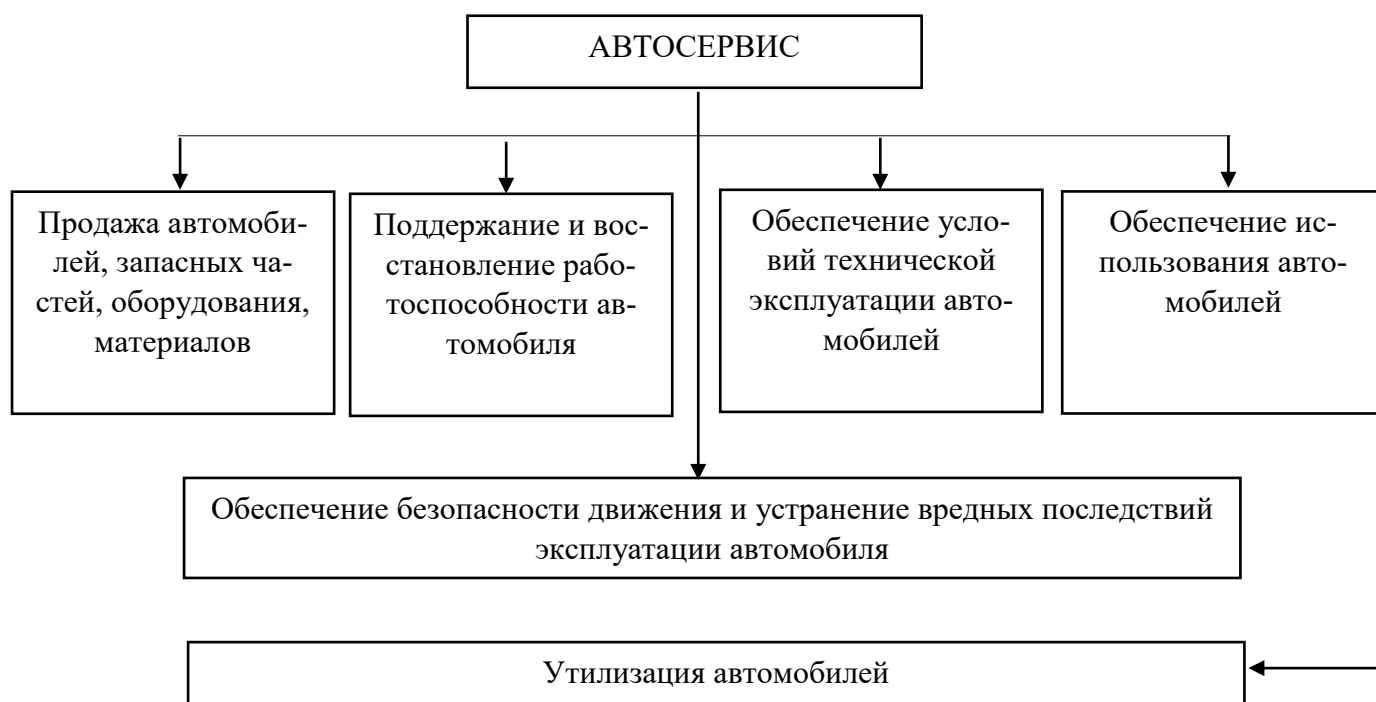 АВТОСЕРВИС
Продажа автомоби-
лей, запасных ча-
стей, оборудования,
материалов
Поддержание и вос-
становление рабо-
тоспособности ав-
томобиля
Обеспечение усло-
вий технической
эксплуатации авто-
мобилей
Обеспечение ис-
пользования авто-
мобилей
Обеспечение безопасности движения и устранение вредных последствий
эксплуатации автомобиля
Утилизация автомобилей